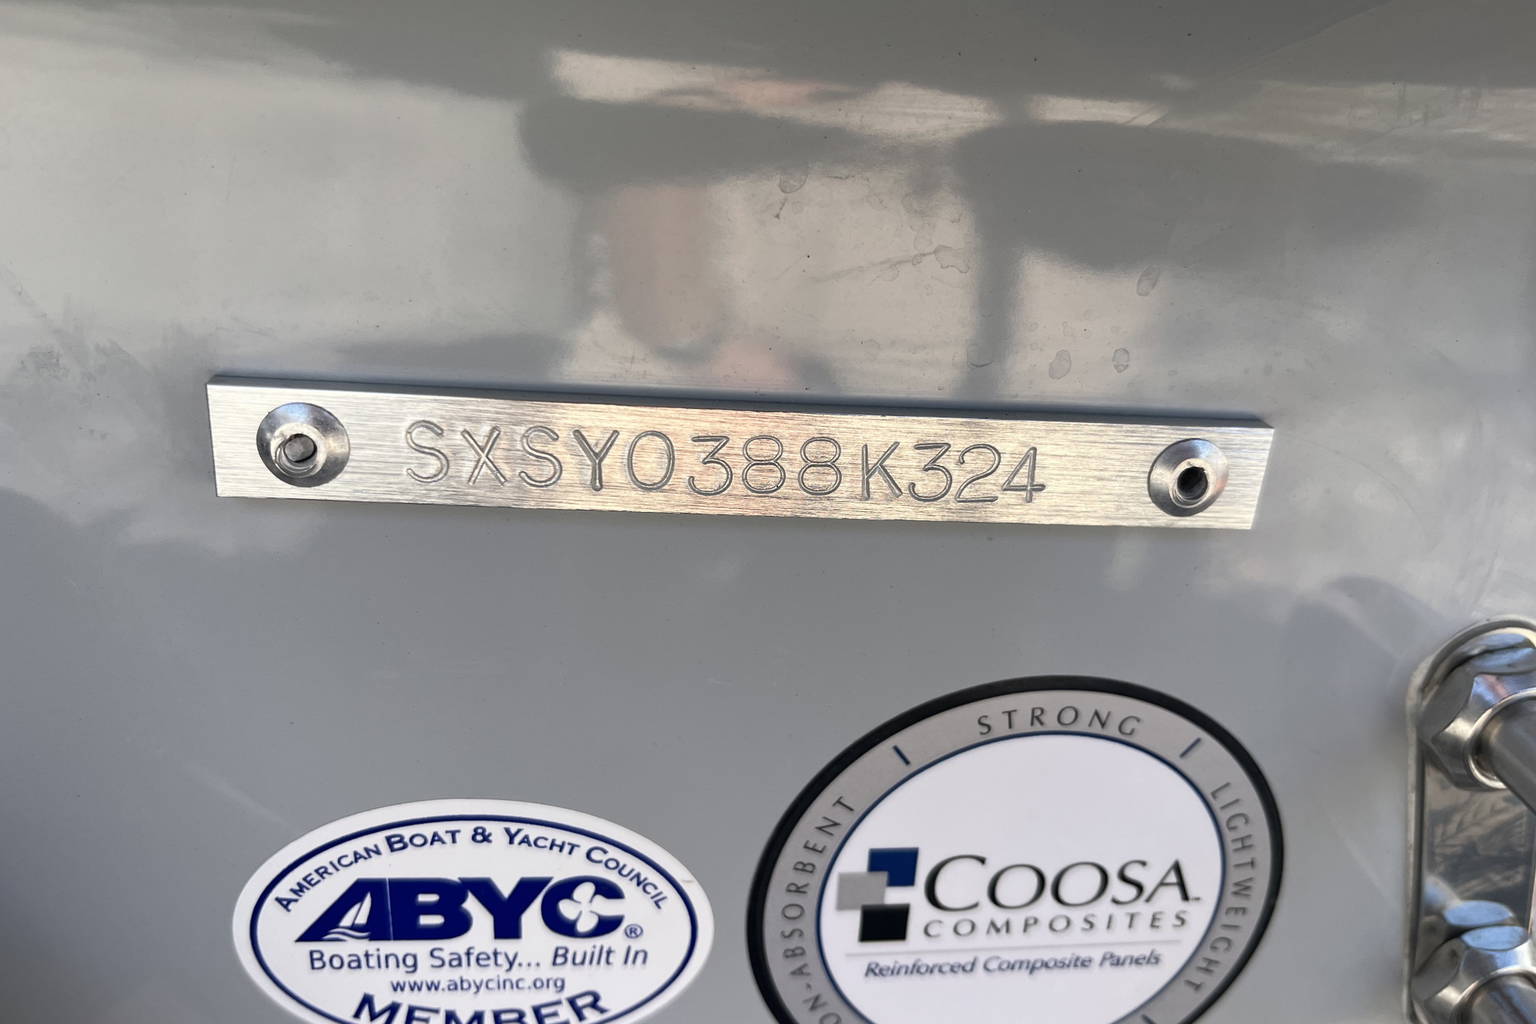 SXSY0388K324
AMERICAN BOAT & YACHT COUNCIL
ABYC®
Boating Safety... Built In
www.abycinc.org
MEMBER
STRONG
LIGHTWEIGHT
ON-ABSORBENT
COOSA
COMPOSITES
Reinforced Composite Panels